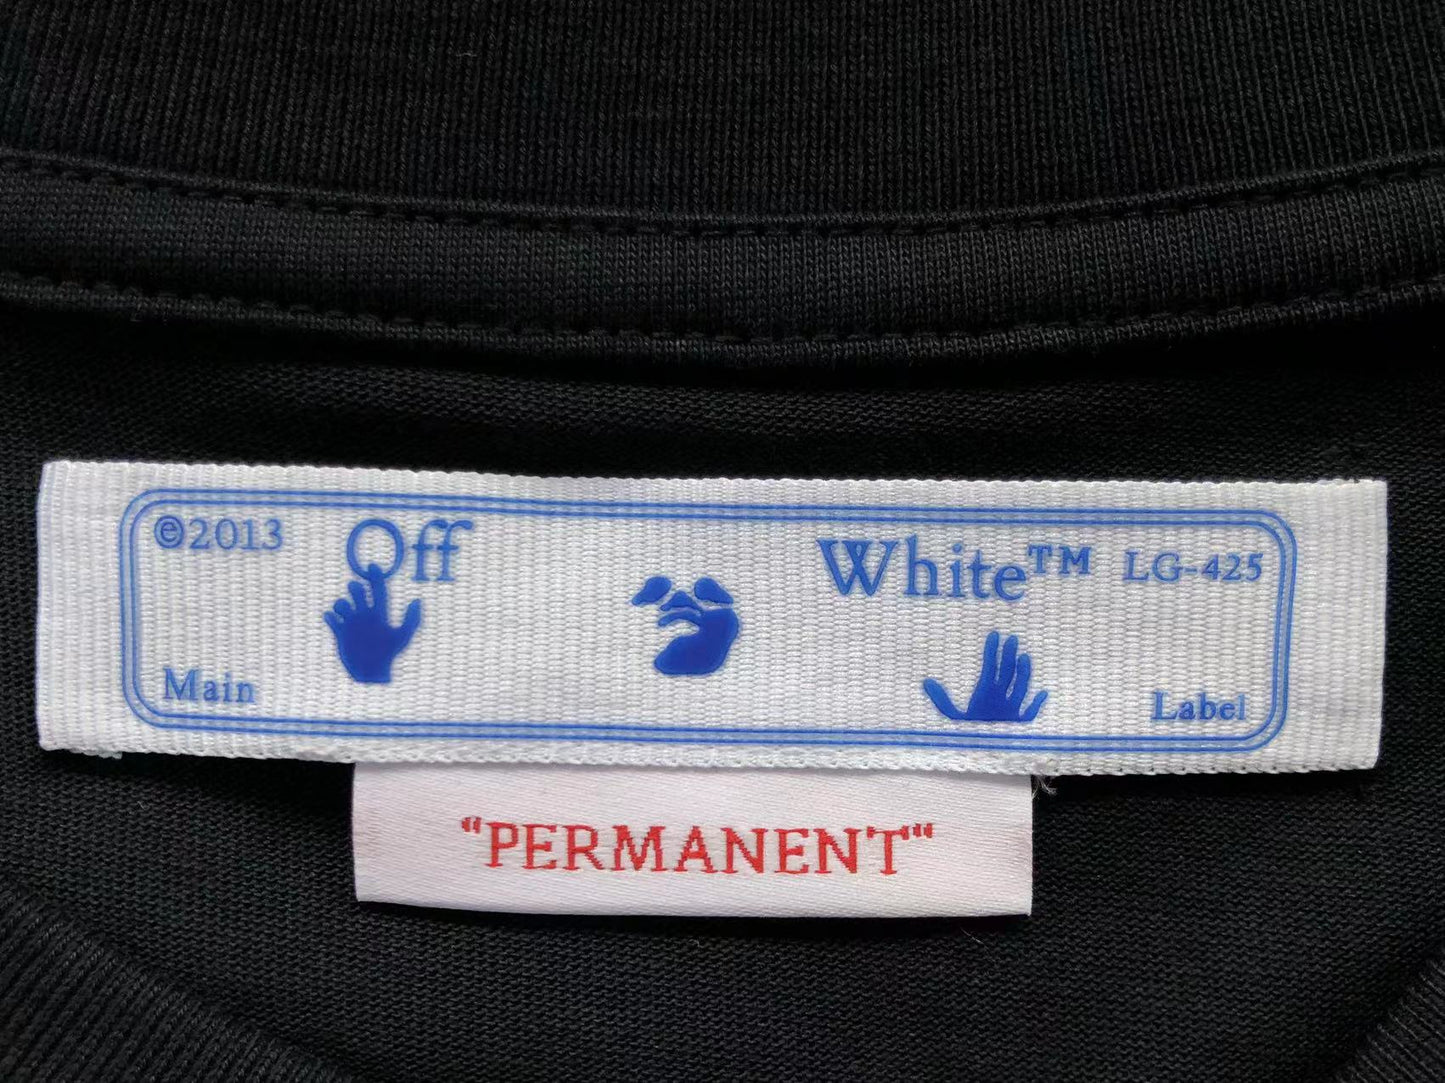 ©2013 Off White™ LG-425
Main Label
"PERMANENT"